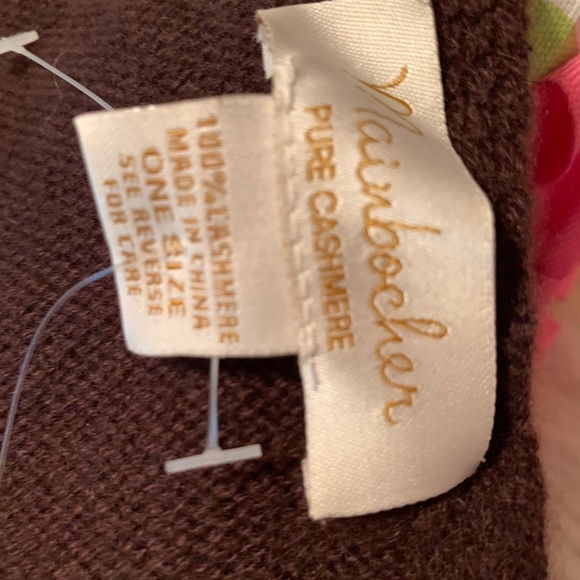 Mainbocher
PURE CASHMERE
100% CASHMERE
MADE IN CHINA
ONE SIZE
SEE REVERSE
FOR CARE